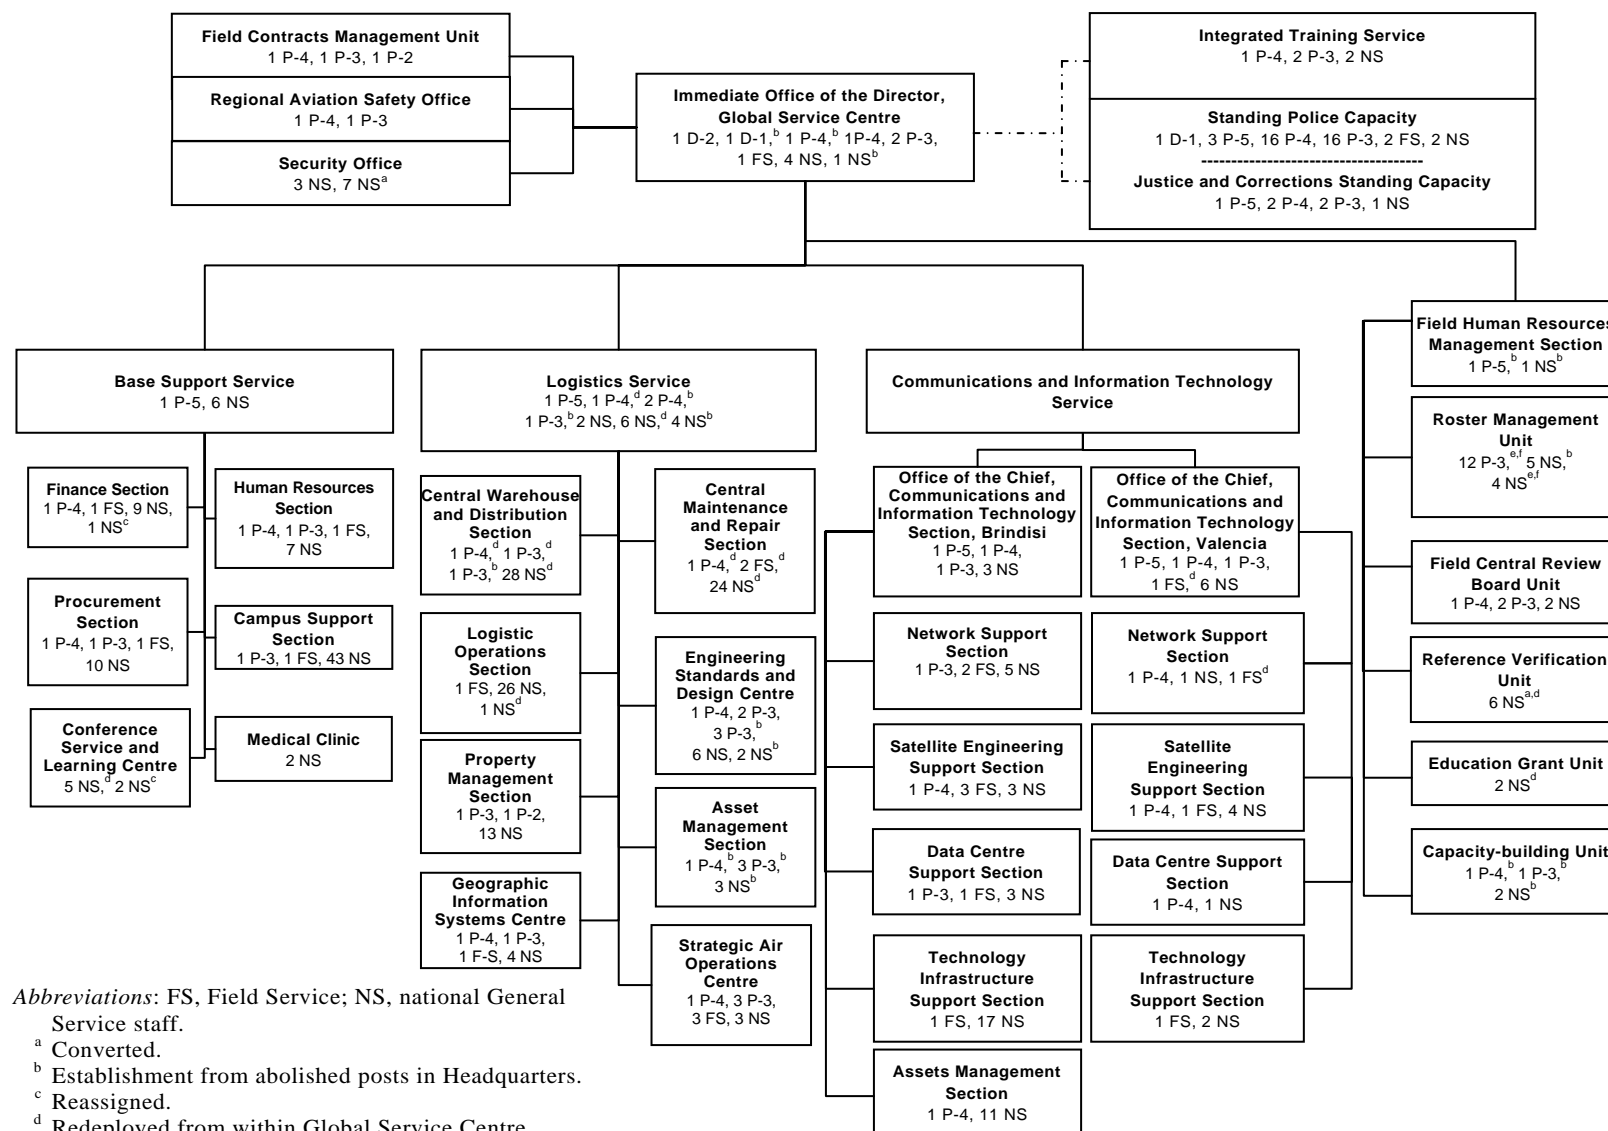 Field Contracts Management Unit
1 P-4, 1 P-3, 1 P-2
Regional Aviation Safety Office
1 P-4, 1 P-3
Security Office
3 NS, 7 NSa
Immediate Office of the Director,
Global Service Centre
1 D-2, 1 D-1,b 1 P-4,b 1P-4, 2 P-3,
1 FS, 4 NS, 1 NSb
Integrated Training Service
1 P-4, 2 P-3, 2 NS
Standing Police Capacity
1 D-1, 3 P-5, 16 P-4, 16 P-3, 2 FS, 2 NS
-------------------------------------
Justice and Corrections Standing Capacity
1 P-5, 2 P-4, 2 P-3, 1 NS
Base Support Service
1 P-5, 6 NS
Finance Section
1 P-4, 1 FS, 9 NS,
1 NSc
Human Resources
Section
1 P-4, 1 P-3, 1 FS,
7 NS
Procurement
Section
1 P-4, 1 P-3, 1 FS,
10 NS
Campus Support
Section
1 P-3, 1 FS, 43 NS
Conference
Service and
Learning Centre
5 NS,d 2 NSc
Medical Clinic
2 NS
Logistics Service
1 P-5, 1 P-4,d 2 P-4,b
1 P-3,b 2 NS, 6 NS,d 4 NSb
Central Warehouse
and Distribution
Section
1 P-4,d 1 P-3,d
1 P-3,b 28 NSd
Central
Maintenance
and Repair
Section
1 P-4,d 2 FS,d
24 NSd
Logistic
Operations
Section
1 FS, 26 NS,
1 NSd
Engineering
Standards and
Design Centre
1 P-4, 2 P-3,
3 P-3,b
6 NS, 2 NSb
Property
Management
Section
1 P-3, 1 P-2,
13 NS
Asset
Management
Section
1 P-4,b 3 P-3,b
3 NSb
Geographic
Information
Systems Centre
1 P-4, 1 P-3,
1 F-S, 4 NS
Strategic Air
Operations
Centre
1 P-4, 3 P-3,
3 FS, 3 NS
Communications and Information Technology
Service
Office of the Chief,
Communications and
Information Technology
Section, Brindisi
1 P-5, 1 P-4,
1 P-3, 3 NS
Office of the Chief,
Communications and
Information Technology
Section, Valencia
1 P-5, 1 P-4, 1 P-3,
1 FS,d 6 NS
Network Support
Section
1 P-3, 2 FS, 5 NS
Network Support
Section
1 P-4, 1 NS, 1 FSd
Satellite Engineering
Support Section
1 P-4, 3 FS, 3 NS
Satellite
Engineering
Support Section
1 P-4, 1 FS, 4 NS
Data Centre
Support Section
1 P-3, 1 FS, 3 NS
Data Centre Support
Section
1 P-4, 1 NS
Technology
Infrastructure
Support Section
1 FS, 17 NS
Technology
Infrastructure
Support Section
1 FS, 2 NS
Assets Management
Section
1 P-4, 11 NS
Field Human Resources
Management Section
1 P-5,b 1 NSb
Roster Management
Unit
12 P-3,e,f 5 NS,b
4 NSe,f
Field Central Review
Board Unit
1 P-4, 2 P-3, 2 NS
Reference Verification
Unit
6 NSa,d
Education Grant Unit
2 NSd
Capacity-building Unit
1 P-4,b 1 P-3,b
2 NSb
Abbreviations: FS, Field Service; NS, national General
Service staff.
a Converted.
b Establishment from abolished posts in Headquarters.
c Reassigned.
d Redeployed from within Global Service Centre